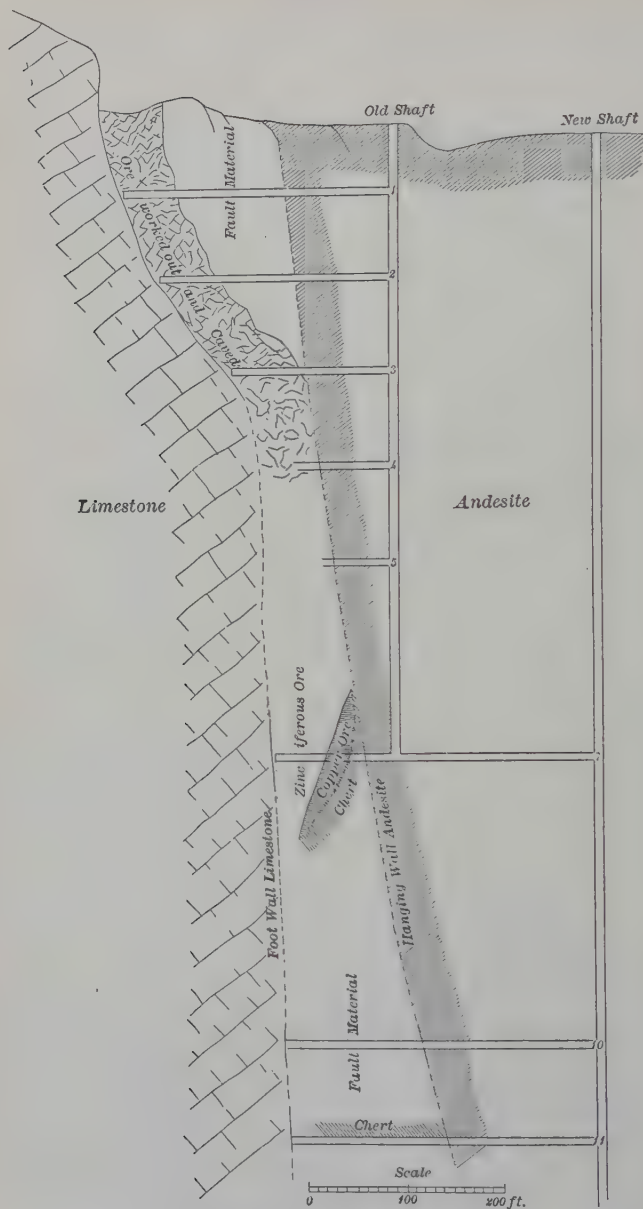 Old Shaft
New Shaft
Ore
worked out
and
Caved
Fault Material
1
2
3
4
5
Limestone
Andesite
Zinc iferous Ore
Copper Ore
Chert
7
Foot Wall Limestone
Hanging Wall Andesite
Fault Material
Chert
Scale
0 100 200 ft.